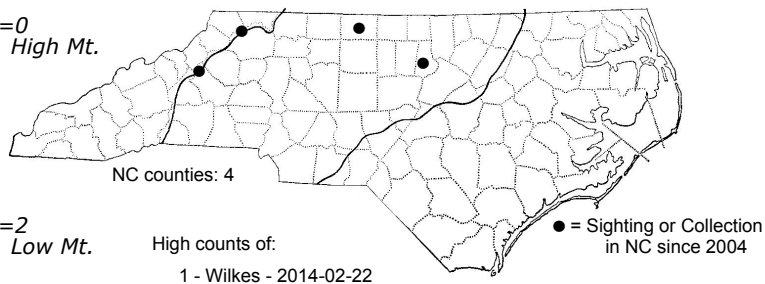 =0
High Mt.
NC counties: 4
=2
Low Mt.
High counts of:
1 - Wilkes - 2014-02-22
● = Sighting or Collection
in NC since 2004